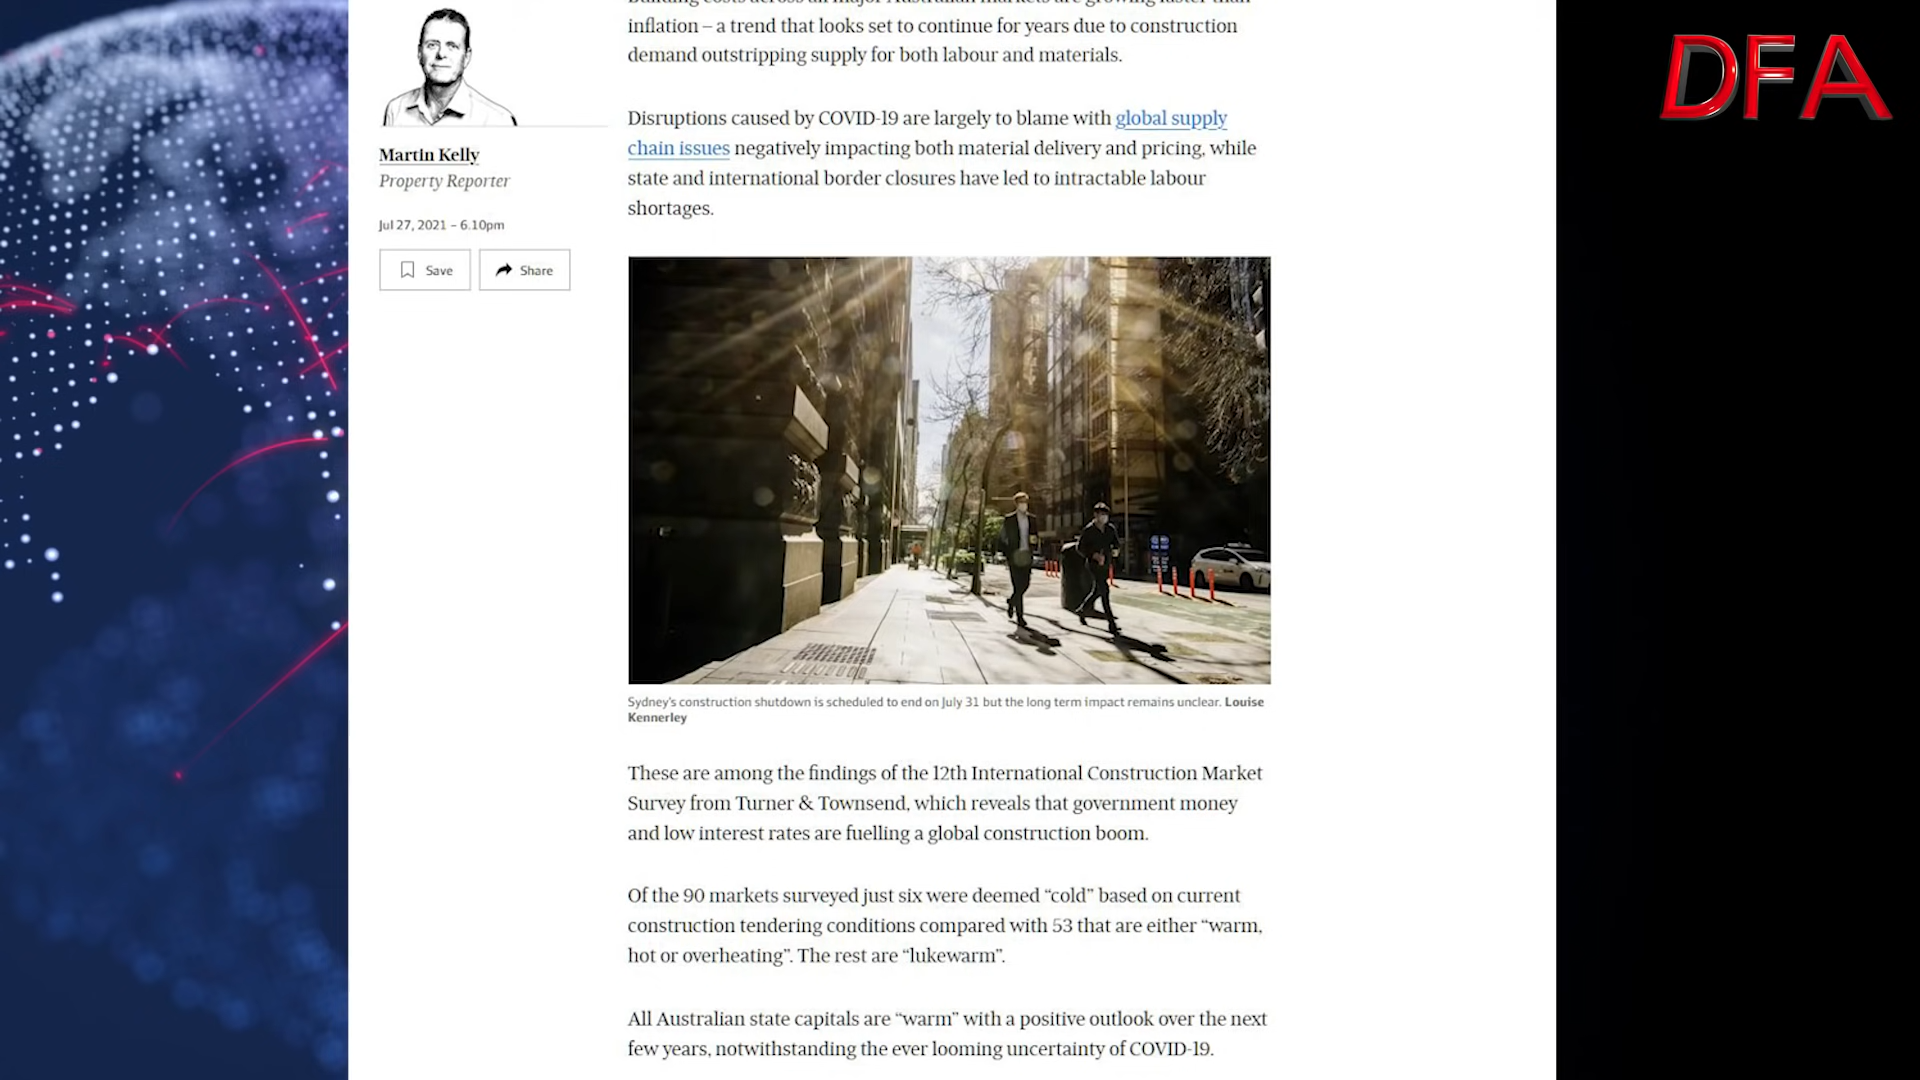 DFA
inflation – a trend that looks set to continue for years due to construction
demand outstripping supply for both labour and materials.
Disruptions caused by COVID-19 are largely to blame with global supply
chain issues negatively impacting both material delivery and pricing, while
state and international border closures have led to intractable labour
shortages.
Martin Kelly
Property Reporter
Jul 27, 2021 – 6.10pm
Save
Share
Sydney's construction shutdown is scheduled to end on July 31 but the long term impact remains unclear. Louise
Kennerley
These are among the findings of the 12th International Construction Market
Survey from Turner & Townsend, which reveals that government money
and low interest rates are fuelling a global construction boom.
Of the 90 markets surveyed just six were deemed “cold” based on current
construction tendering conditions compared with 53 that are either “warm,
hot or overheating”. The rest are “lukewarm”.
All Australian state capitals are “warm” with a positive outlook over the next
few years, notwithstanding the ever looming uncertainty of COVID-19.